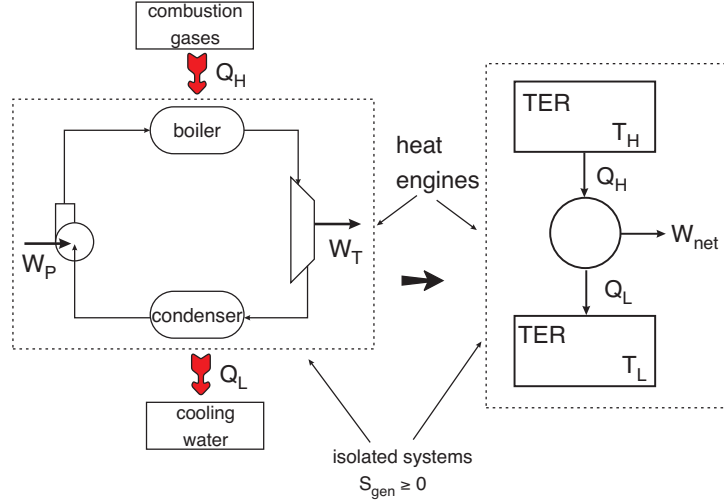 combustion
gases
Q_H
boiler
W_P
W_T
condenser
Q_L
cooling
water
heat
engines
isolated systems
S_gen ≥ 0
TER
T_H
Q_H
W_net
Q_L
TER
T_L